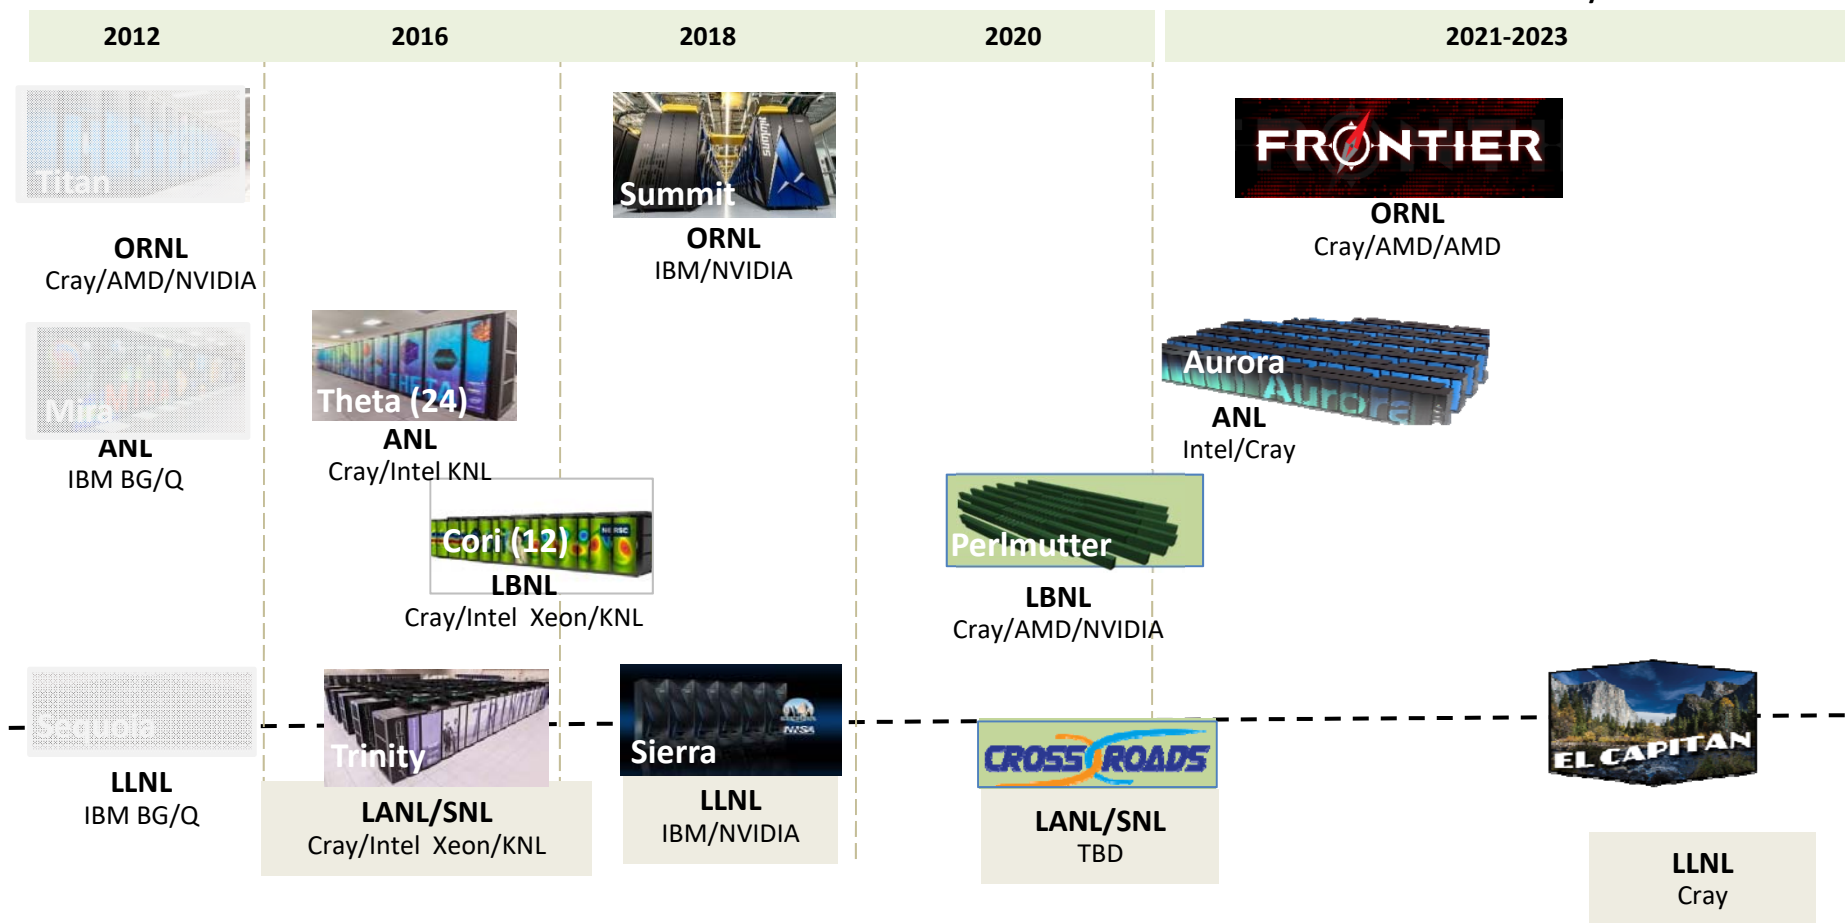 2012
2016
2018
2020
2021-2023
Titan
Summit
FRONTIER
ORNL
Cray/AMD/NVIDIA
ORNL
IBM/NVIDIA
ORNL
Cray/AMD/AMD
Mira
Theta (24)
Aurora
Aurora
ANL
IBM BG/Q
ANL
Cray/Intel KNL
ANL
Intel/Cray
Cori (12)
Perlmutter
LBNL
Cray/Intel Xeon/KNL
LBNL
Cray/AMD/NVIDIA
Sequoia
Trinity
Sierra
CROSSROADS
EL CAPITAN
LLNL
IBM BG/Q
LANL/SNL
Cray/Intel Xeon/KNL
LLNL
IBM/NVIDIA
LANL/SNL
TBD
LLNL
Cray